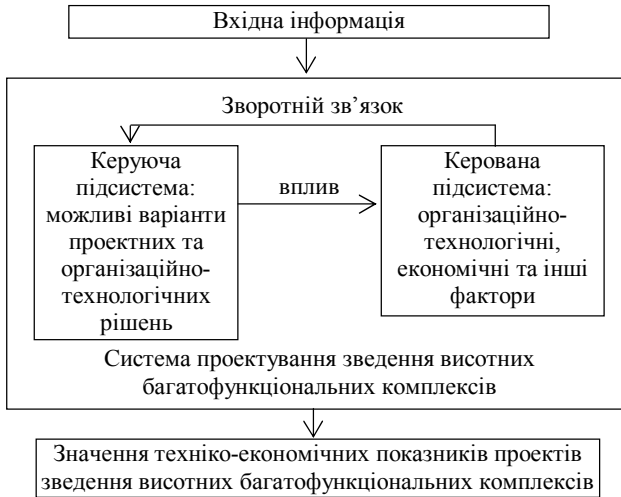 Вхідна інформація
Зворотній зв’язок
Керуюча
підсистема:
можливі варіанти
проектних та
організаційно-
технологічних
рішень
вплив
Керована
підсистема:
організаційно-
технологічні,
економічні та інші
фактори
Система проектування зведення висотних
багатофункціональних комплексів
Значення техніко-економічних показників проектів
зведення висотних багатофункціональних комплексів